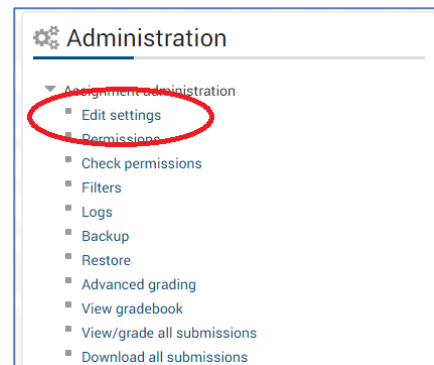 Administration
Assignment administration
Edit settings
Permissions
Check permissions
Filters
Logs
Backup
Restore
Advanced grading
View gradebook
View/grade all submissions
Download all submissions